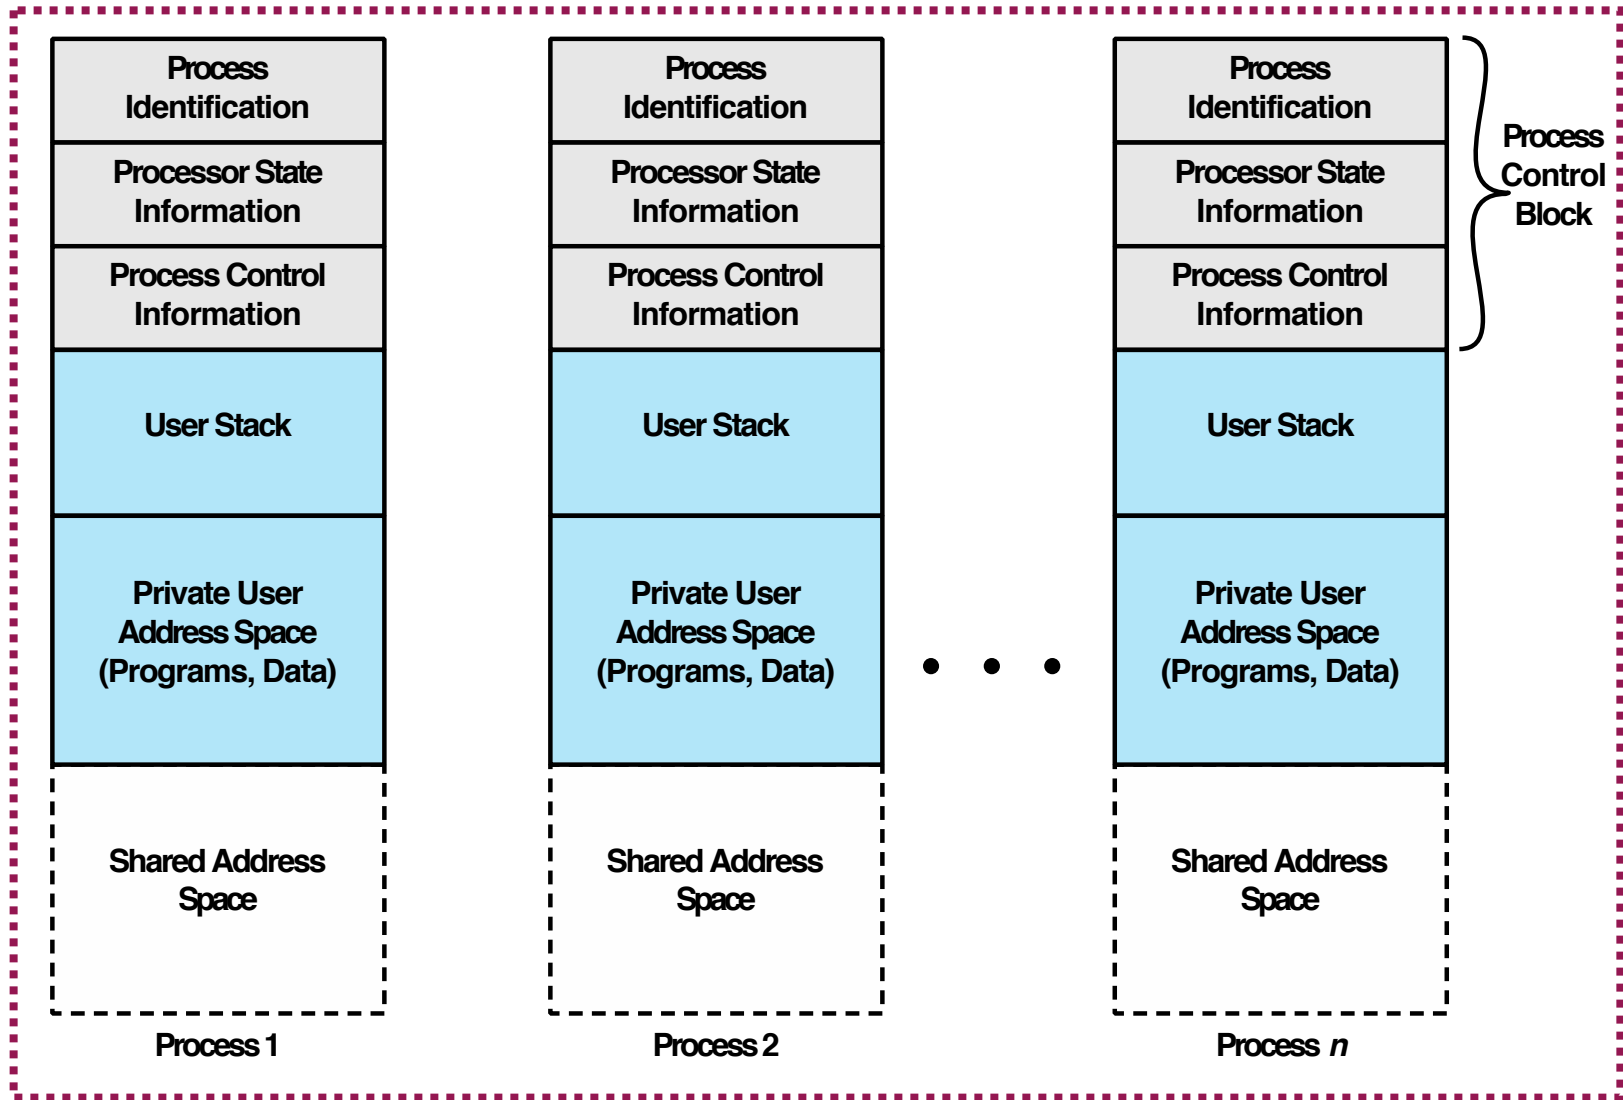 Process
Identification
Processor State
Information
Process Control
Information
User Stack
Private User
Address Space
(Programs, Data)
Shared Address
Space
Process 1
Process
Identification
Processor State
Information
Process Control
Information
User Stack
Private User
Address Space
(Programs, Data)
Shared Address
Space
Process 2
Process
Identification
Processor State
Information
Process Control
Information
User Stack
Private User
Address Space
(Programs, Data)
Shared Address
Space
Process n
Process
Control
Block